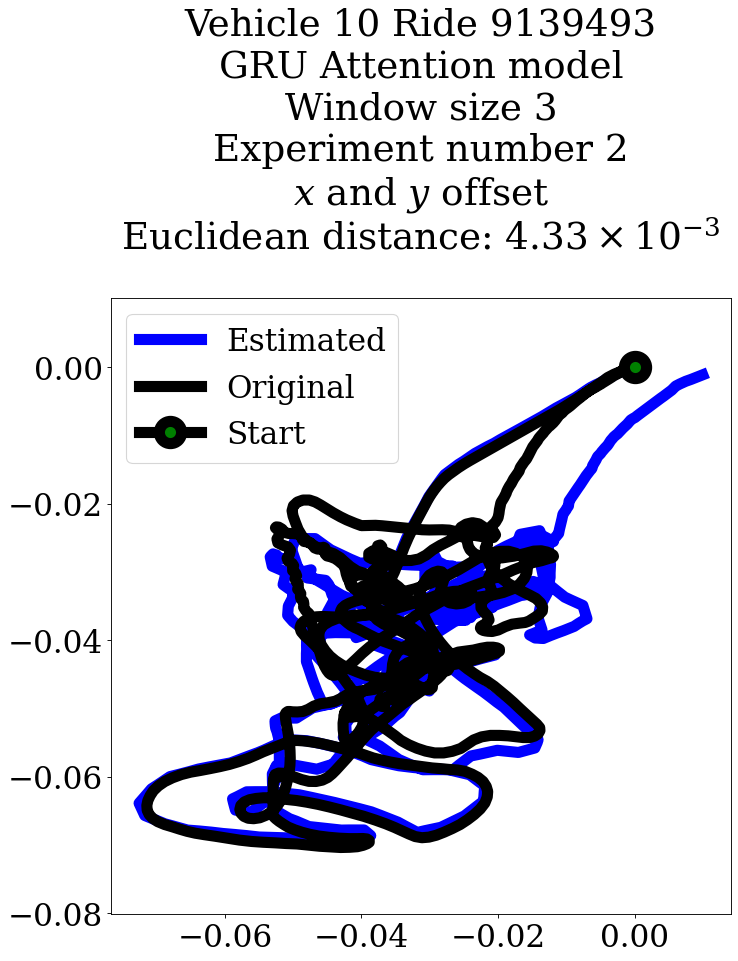 Vehicle 10 Ride 9139493
GRU Attention model
Window size 3
Experiment number 2
x and y offset
Euclidean distance: 4.33 × 10⁻³
Estimated
Original
Start
0.00
−0.02
−0.04
−0.06
−0.08
−0.06 −0.04 −0.02 0.00